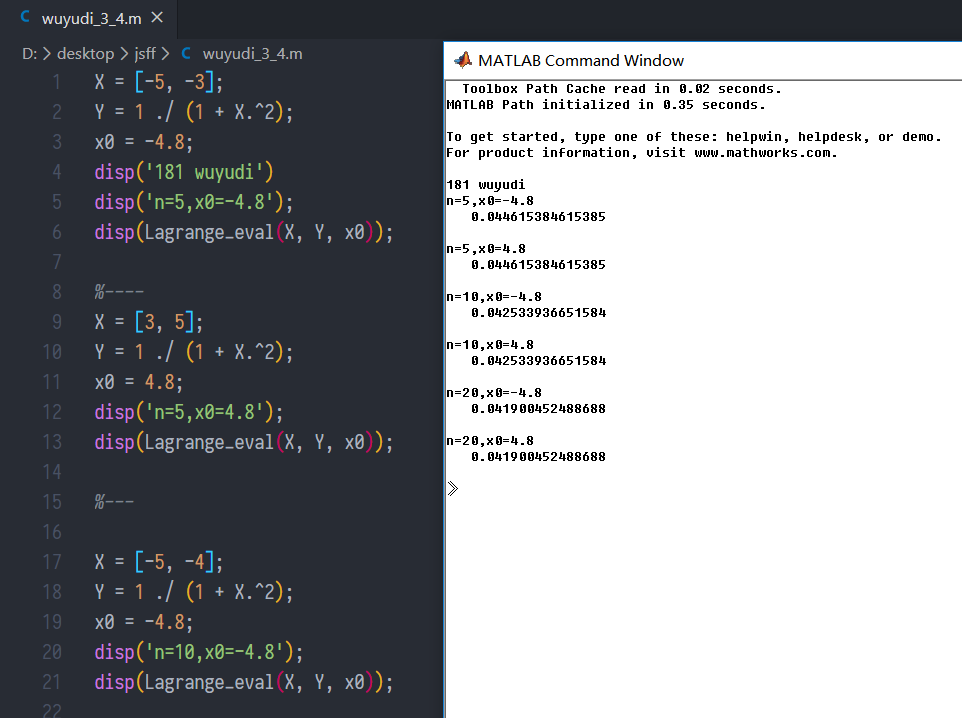 wuyudi_3_4.m
D: desktop jsff wuyudi_3_4.m
1 X = [-5, -3];
2 Y = 1 ./ (1 + X.^2);
3 x0 = -4.8;
4 disp('181 wuyudi')
5 disp('n=5,x0=-4.8');
6 disp(Lagrange_eval(X, Y, x0));
7
8 %----
9 X = [3, 5];
10 Y = 1 ./ (1 + X.^2);
11 x0 = 4.8;
12 disp('n=5,x0=4.8');
13 disp(Lagrange_eval(X, Y, x0));
14
15 %---
16
17 X = [-5, -4];
18 Y = 1 ./ (1 + X.^2);
19 x0 = -4.8;
20 disp('n=10,x0=-4.8');
21 disp(Lagrange_eval(X, Y, x0));
22
MATLAB Command Window
Toolbox Path Cache read in 0.02 seconds.
MATLAB Path initialized in 0.35 seconds.
To get started, type one of these: helpwin, helpdesk, or demo.
For product information, visit www.mathworks.com.
181 wuyudi
n=5,x0=-4.8
0.044615384615385
n=5,x0=4.8
0.044615384615385
n=10,x0=-4.8
0.042533936651584
n=10,x0=4.8
0.042533936651584
n=20,x0=-4.8
0.041900452488688
n=20,x0=4.8
0.041900452488688
>>